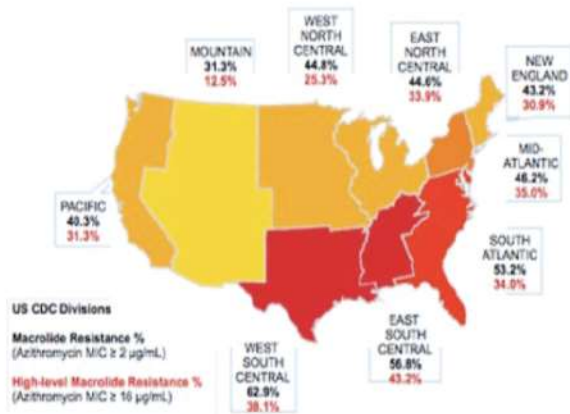 MOUNTAIN
31.3%
12.5%
WEST
NORTH
CENTRAL
44.8%
25.3%
EAST
NORTH
CENTRAL
44.6%
33.9%
NEW
ENGLAND
43.2%
30.9%
MID-
ATLANTIC
46.2%
35.0%
PACIFIC
40.3%
31.3%
SOUTH
ATLANTIC
53.2%
34.0%
US CDC Divisions
Macrolide Resistance %
(Azithromycin MIC ≥ 2 µg/mL)
High-level Macrolide Resistance %
(Azithromycin MIC ≥ 16 µg/mL)
WEST
SOUTH
CENTRAL
62.9%
38.1%
EAST
SOUTH
CENTRAL
56.8%
43.2%